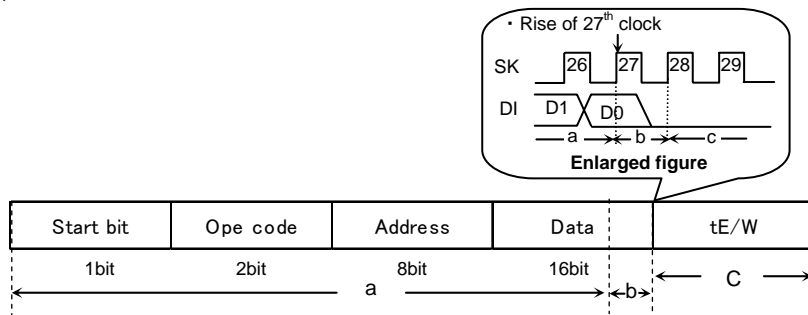 ・ Rise of 27th clock
SK 26 27 28 29
DI D1 D0
a b c
Enlarged figure
Start bit Ope code Address Data tE/W
1bit 2bit 8bit 16bit
a b C